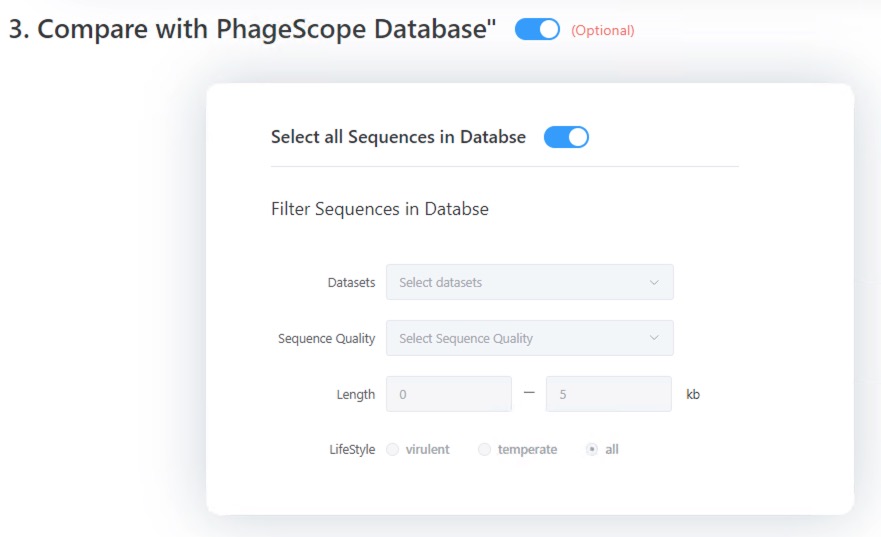 3. Compare with PhageScope Database" (Optional)
Select all Sequences in Databse
Filter Sequences in Databse
Datasets Select datasets
Sequence Quality Select Sequence Quality
Length 0 — 5 kb
LifeStyle virulent temperate all